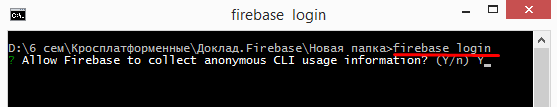 firebase login
D:\6 сем\Кросплатформенные\Доклад.Firebase\Новая папка>firebase login
? Allow Firebase to collect anonymous CLI usage information? (Y/n) Y